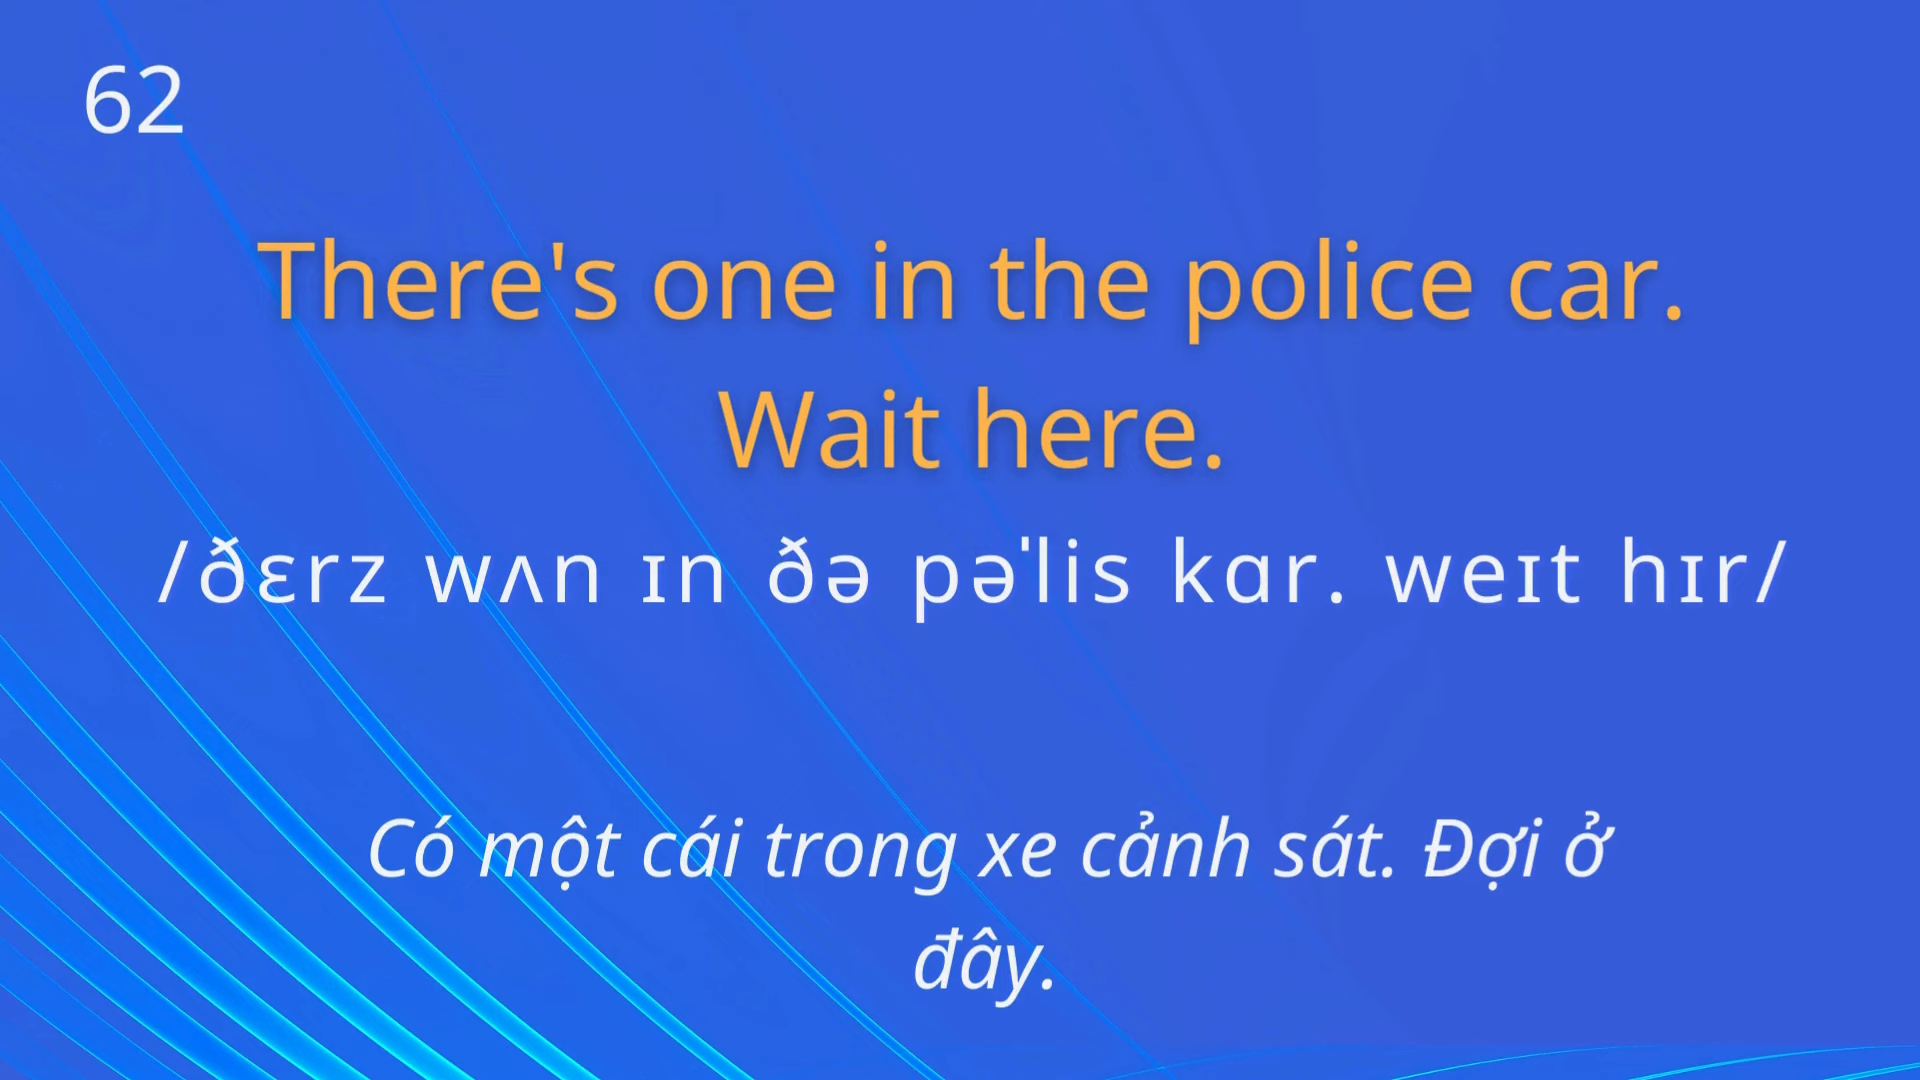 62
There's one in the police car.
Wait here.
/ðɛrz wʌn ɪn ðə pəˈlis kɑr. weɪt hɪr/
Có một cái trong xe cảnh sát. Đợi ở
đây.